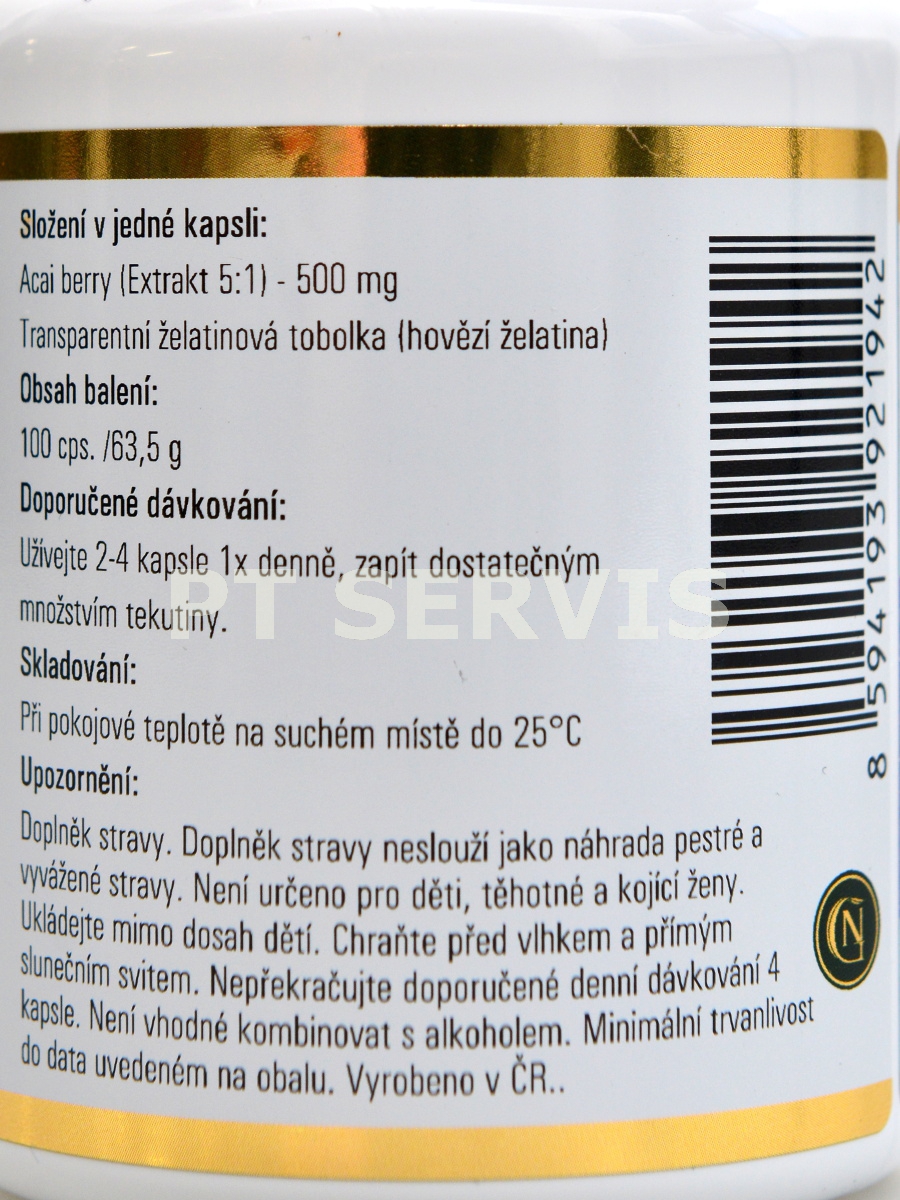 Složení v jedné kapsli:
Acai berry (Extrakt 5:1) - 500 mg
Transparentní želatinová tobolka (hovězí želatina)
Obsah balení:
100 cps. /63,5 g
Doporučené dávkování:
Užívejte 2-4 kapsle 1x denně, zapít dostatečným
množstvím tekutiny.
PT SERVIS
Skladování:
Při pokojové teplotě na suchém místě do 25°C
Upozornění:
Doplněk stravy. Doplněk stravy neslouží jako náhrada pestré a
vyvážené stravy. Není určeno pro děti, těhotné a kojící ženy.
Ukládejte mimo dosah dětí. Chraňte před vlhkem a přímým
slunečním svitem. Nepřekračujte doporučené denní dávkování 4
kapsle. Není vhodné kombinovat s alkoholem. Minimální trvanlivost
do data uvedeném na obalu. Vyrobeno v ČR..
8 594193 921942